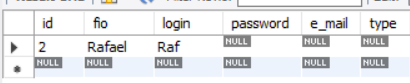 id fio login password e_mail type
2 Rafael Raf NULL NULL NULL
NULL NULL NULL NULL NULL NULL